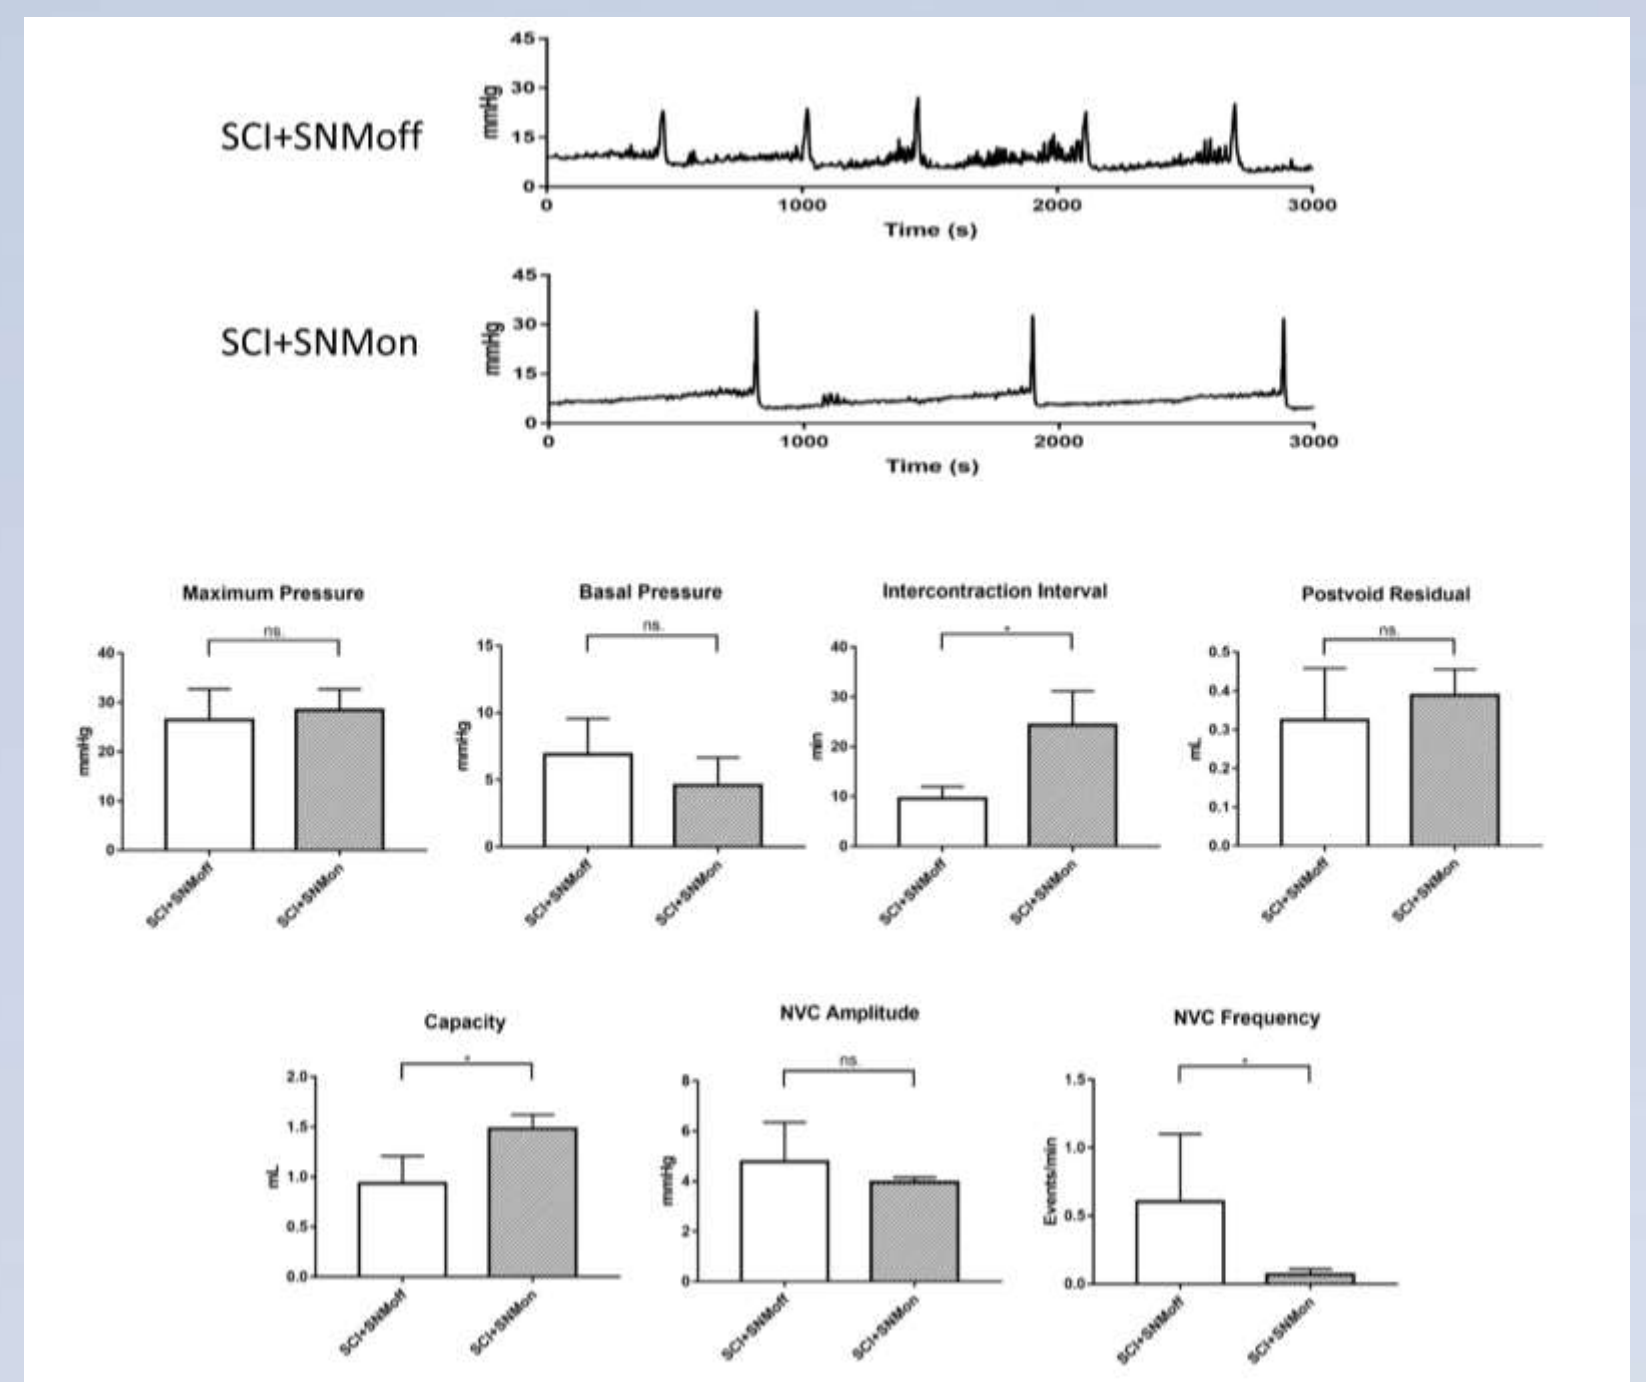 SCI+SNMoff
mmHg
45
30
15
0
0 1000 2000 3000
Time (s)
SCI+SNMon
mmHg
45
30
15
0
0 1000 2000 3000
Time (s)
Maximum Pressure
ns.
mmHg
40
30
20
10
0
SCI+SNMoff
SCI+SNMon
Basal Pressure
ns.
mmHg
15
10
5
0
SCI+SNMoff
SCI+SNMon
Intercontraction Interval
*
min
40
30
20
10
0
SCI+SNMoff
SCI+SNMon
Postvoid Residual
ns.
mL
0.5
0.4
0.3
0.2
0.1
0.0
SCI+SNMoff
SCI+SNMon
Capacity
*
mL
2.0
1.5
1.0
0.5
0.0
SCI+SNMoff
SCI+SNMon
NVC Amplitude
ns.
mmHg
8
6
4
2
0
SCI+SNMoff
SCI+SNMon
NVC Frequency
*
Events/min
1.5
1.0
0.5
0.0
SCI+SNMoff
SCI+SNMon